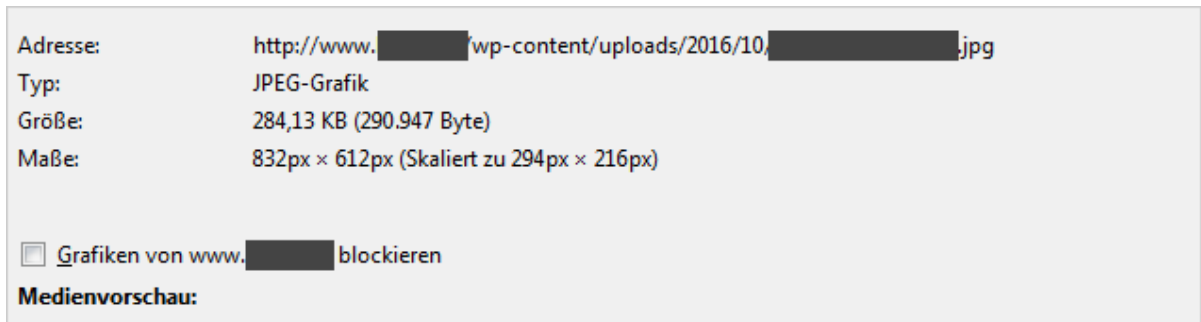 Adresse: http://www. /wp-content/uploads/2016/10/ .jpg
Typ: JPEG-Grafik
Größe: 284,13 KB (290.947 Byte)
Maße: 832px × 612px (Skaliert zu 294px × 216px)
Grafiken von www. blockieren
Medienvorschau: